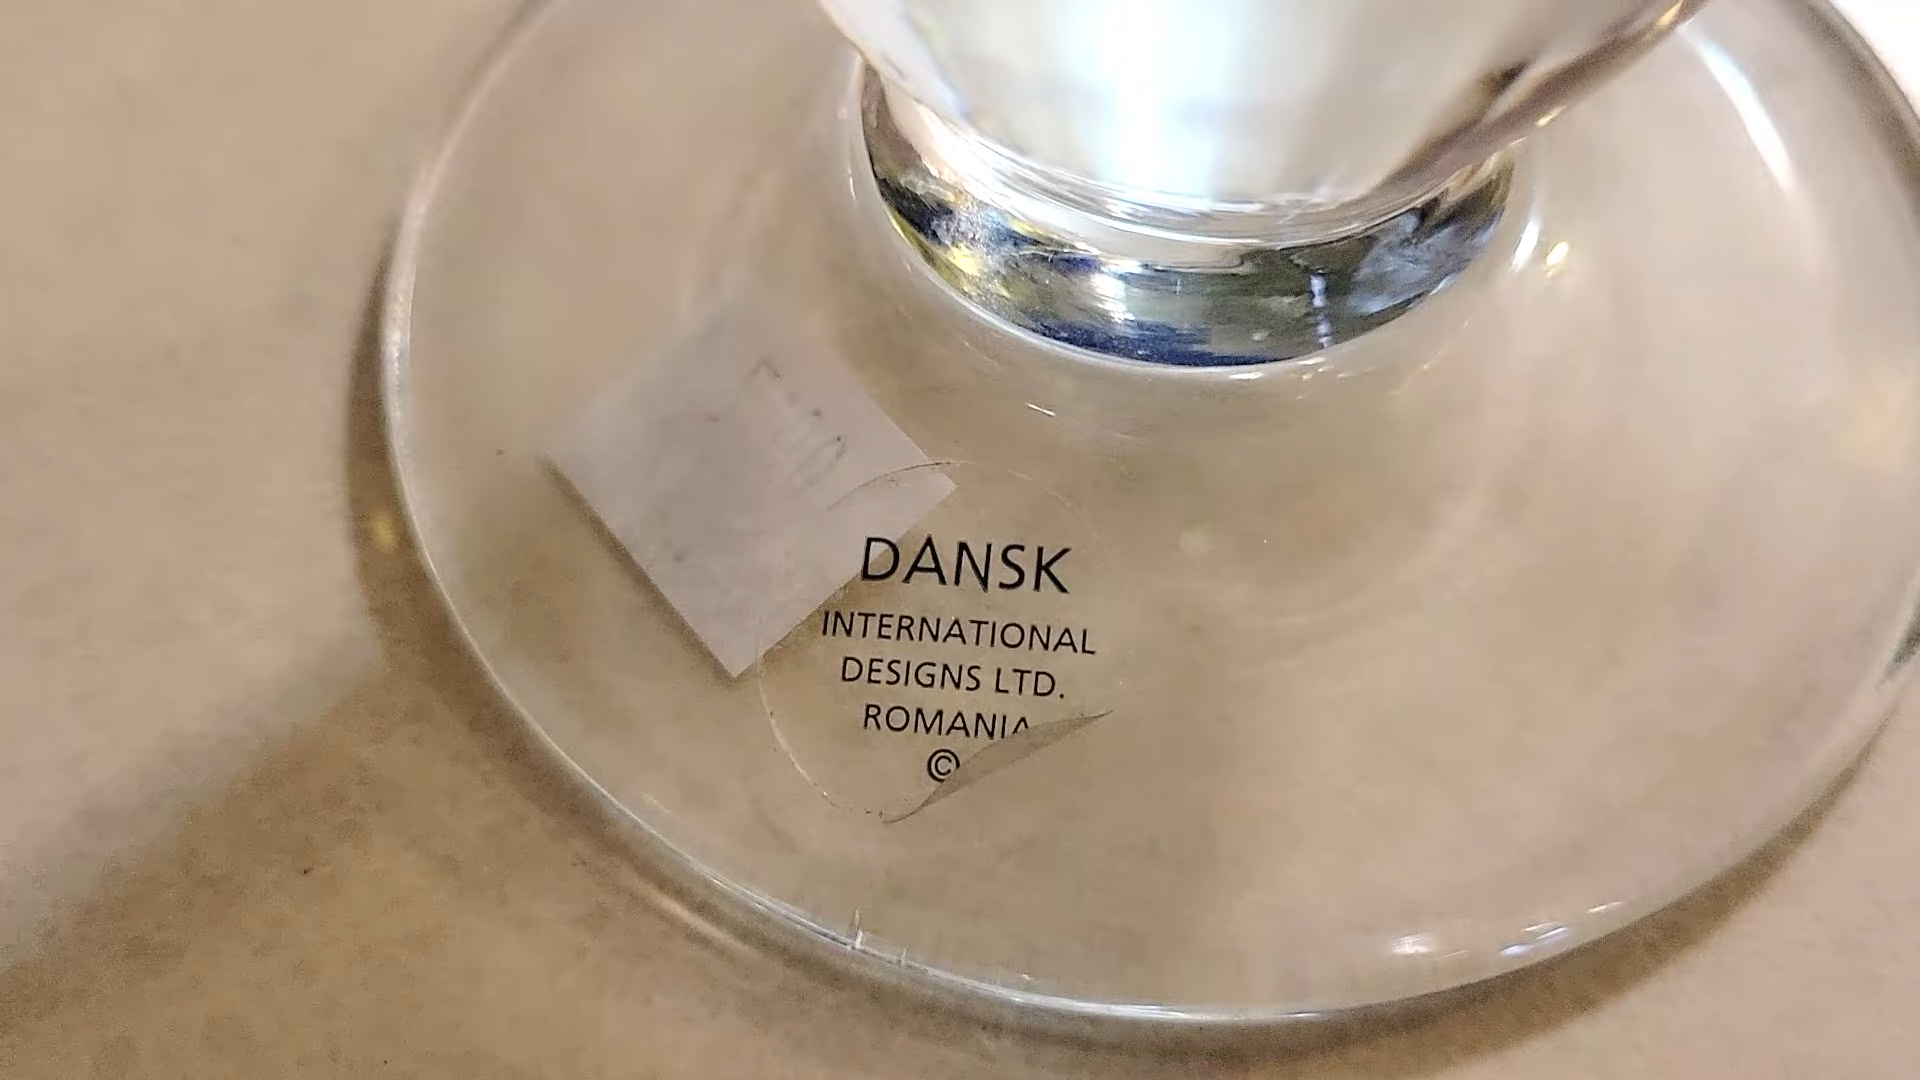 DANSK
INTERNATIONAL
DESIGNS LTD.
ROMANIA
©